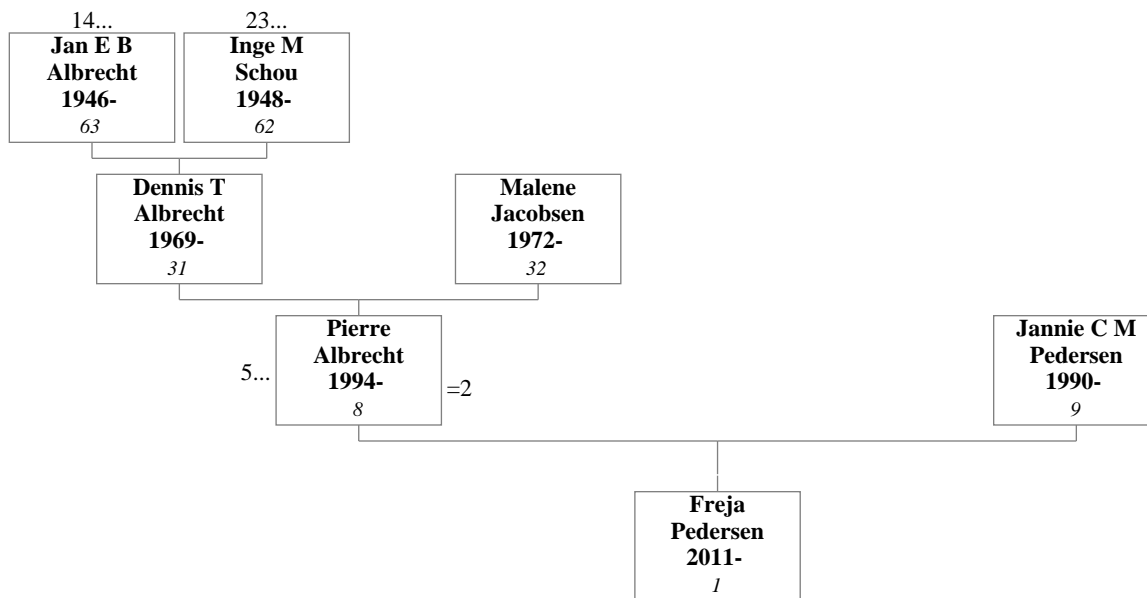 14...
Jan E B
Albrecht
1946-
63
23...
Inge M
Schou
1948-
62
Dennis T
Albrecht
1969-
31
Malene
Jacobsen
1972-
32
5...
Pierre
Albrecht
1994-
8
=2
Jannie C M
Pedersen
1990-
9
Freja
Pedersen
2011-
1